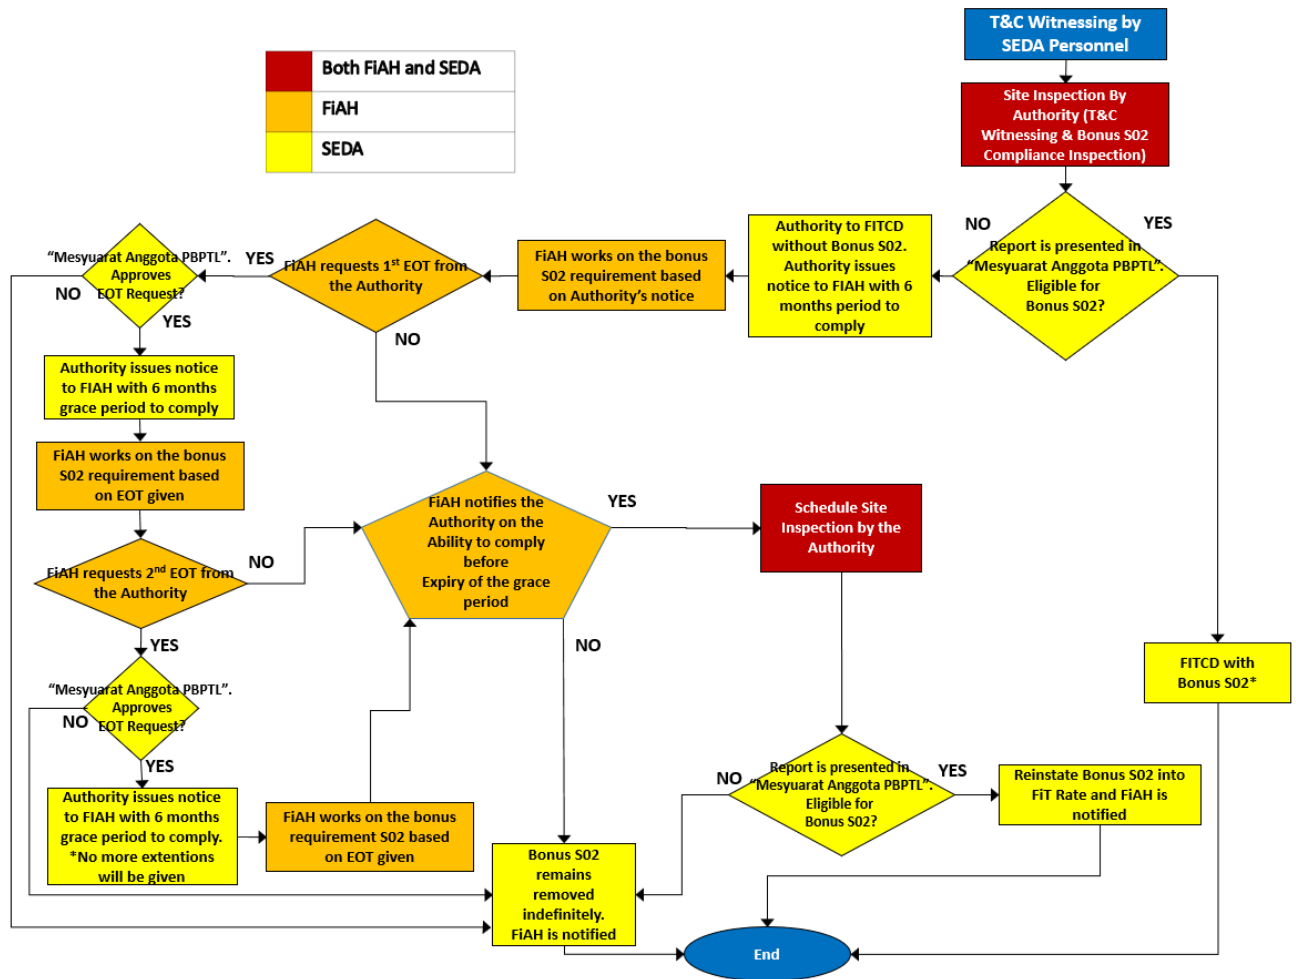 T&C Witnessing by
SEDA Personnel
Both FiAH and SEDA
FiAH
SEDA
Site Inspection By
Authority (T&C
Witnessing & Bonus S02
Compliance Inspection)
NO
YES
Report is presented in
“Mesyuarat Anggota PBPTL”.
Eligible for
Bonus S02?
Authority to FITCD
without Bonus S02.
Authority issues
notice to FIAH with 6
months period to
comply
FiAH works on the bonus
S02 requirement based
on Authority’s notice
FiAH requests 1st EOT from
the Authority
YES
NO
“Mesyuarat Anggota PBPTL”.
Approves
EOT Request?
NO
YES
Authority issues notice
to FIAH with 6 months
grace period to comply
FiAH works on the bonus
S02 requirement based
on EOT given
FiAH requests 2nd EOT from
the Authority
NO
YES
“Mesyuarat Anggota PBPTL”.
Approves
EOT Request?
NO
YES
Authority issues notice
to FIAH with 6 months
grace period to comply.
*No more extentions
will be given
FiAH works on the bonus
requirement S02 based
on EOT given
FiAH notifies the
Authority on the
Ability to comply
before
Expiry of the grace
period
YES
NO
Schedule Site
Inspection by the
Authority
Report is presented in
“Mesyuarat Anggota PBPTL”.
Eligible for
Bonus S02?
NO
YES
Reinstate Bonus S02 into
FiT Rate and FiAH is
notified
FITCD with
Bonus S02*
Bonus S02
remains
removed
indefinitely.
FiAH is notified
End